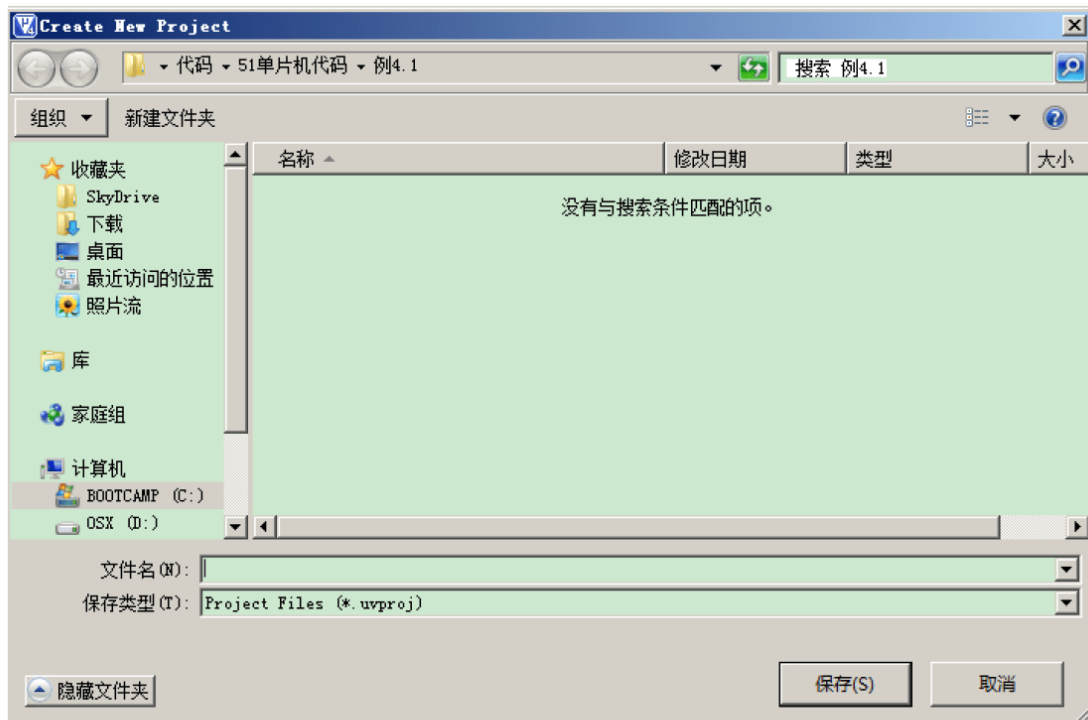 Create New Project
代码 51单片机代码 例4.1
搜索 例4.1
组织 新建文件夹
名称 修改日期 类型 大小
没有与搜索条件匹配的项。
收藏夹
SkyDrive
下载
桌面
最近访问的位置
照片流
库
家庭组
计算机
BOOTCAMP (C:)
OSX (D:)
文件名(N):
保存类型(T): Project Files (*.uvproj)
隐藏文件夹
保存(S) 取消